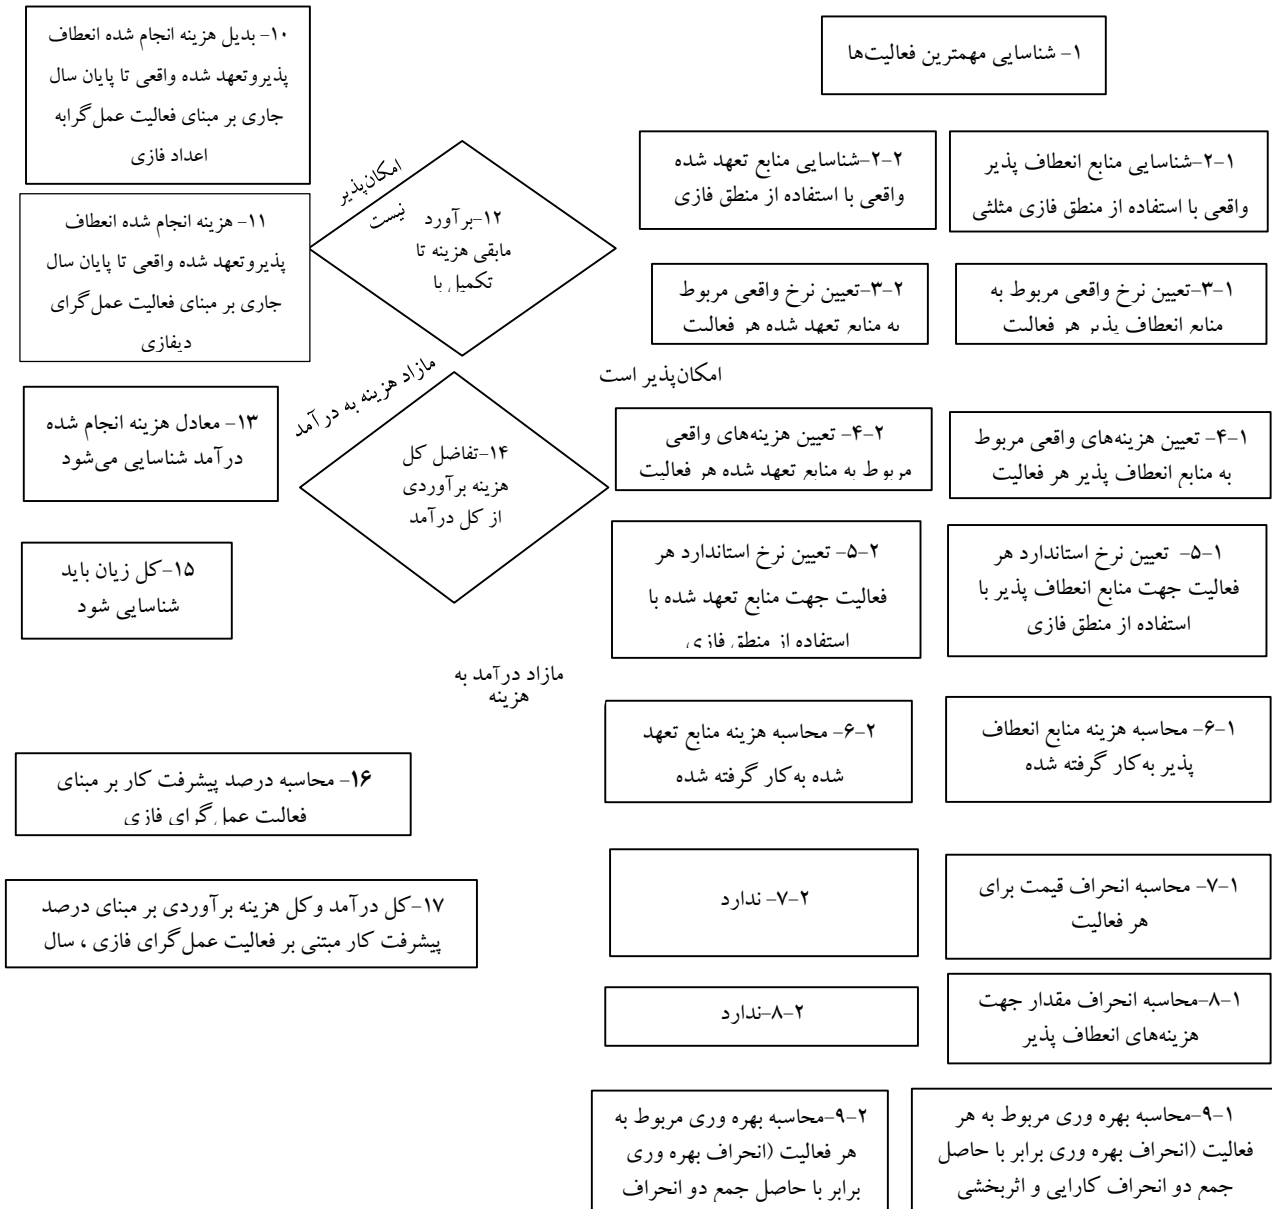 ۱- شناسایی مهمترین فعالیت‌ها
۲-۱-شناسایی منابع انعطاف پذیر
واقعی با استفاده از منطق فازی مثلثی
۲-۲-شناسایی منابع تعهد شده
واقعی با استفاده از منطق فازی
۳-۱-تعیین نرخ واقعی مربوط به
منابع انعطاف پذیر هر فعالیت
۳-۲-تعیین نرخ واقعی مربوط
به منابع تعهد شده هر فعالیت
۴-۱- تعیین هزینه‌های واقعی مربوط
به منابع انعطاف پذیر هر فعالیت
۴-۲- تعیین هزینه‌های واقعی
مربوط به منابع تعهد شده هر فعالیت
۵-۱- تعیین نرخ استاندارد هر
فعالیت جهت منابع انعطاف پذیر با
استفاده از منطق فازی
۵-۲- تعیین نرخ استاندارد هر
فعالیت جهت منابع تعهد شده با
استفاده از منطق فازی
۶-۱- محاسبه هزینه منابع انعطاف
پذیر به‌کار گرفته شده
۶-۲- محاسبه هزینه منابع تعهد
شده به‌کار گرفته شده
۷-۱- محاسبه انحراف قیمت برای
هر فعالیت
۷-۲- ندارد
۸-۱-محاسبه انحراف مقدار جهت
هزینه‌های انعطاف پذیر
۸-۲-ندارد
۹-۱-محاسبه بهره وری مربوط به هر
فعالیت (انحراف بهره وری برابر با حاصل
جمع دو انحراف کارایی و اثربخشی
۹-۲-محاسبه بهره وری مربوط به
هر فعالیت (انحراف بهره وری
برابر با حاصل جمع دو انحراف
۱۰- بدیل هزینه انجام شده انعطاف
پذیروتعهد شده واقعی تا پایان سال
جاری بر مبنای فعالیت عمل‌گرابه
اعداد فازی
۱۱- هزینه انجام شده انعطاف
پذیروتعهد شده واقعی تا پایان سال
جاری بر مبنای فعالیت عمل‌گرای
دیفازی
۱۲-برآورد
مابقی هزینه تا
تکمیل با
امکان‌پذیر
نیست
امکان‌پذیر است
۱۳- معادل هزینه انجام شده
درآمد شناسایی می‌شود
۱۴-تفاضل کل
هزینه برآوردی
از کل درآمد
مازاد هزینه به درآمد
۱۵-کل زیان باید
شناسایی شود
مازاد درآمد به
هزینه
۱۶- محاسبه درصد پیشرفت کار بر مبنای
فعالیت عمل‌گرای فازی
۱۷-کل درآمد وکل هزینه برآوردی بر مبنای درصد
پیشرفت کار مبتنی بر فعالیت عمل‌گرای فازی ، سال